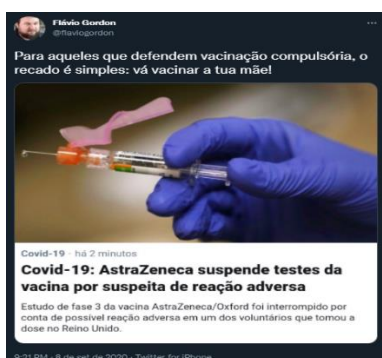 Flávio Gordon
@flaviogordon
Para aqueles que defendem vacinação compulsória, o
recado é simples: vá vacinar a tua mãe!
Covid-19 · há 2 minutos
Covid-19: AstraZeneca suspende testes da
vacina por suspeita de reação adversa
Estudo de fase 3 da vacina AstraZeneca/Oxford foi interrompido por
conta de possível reação adversa em um dos voluntários que tomou a
dose no Reino Unido.
9:21 PM · 8 de set de 2020 · Twitter for iPhone